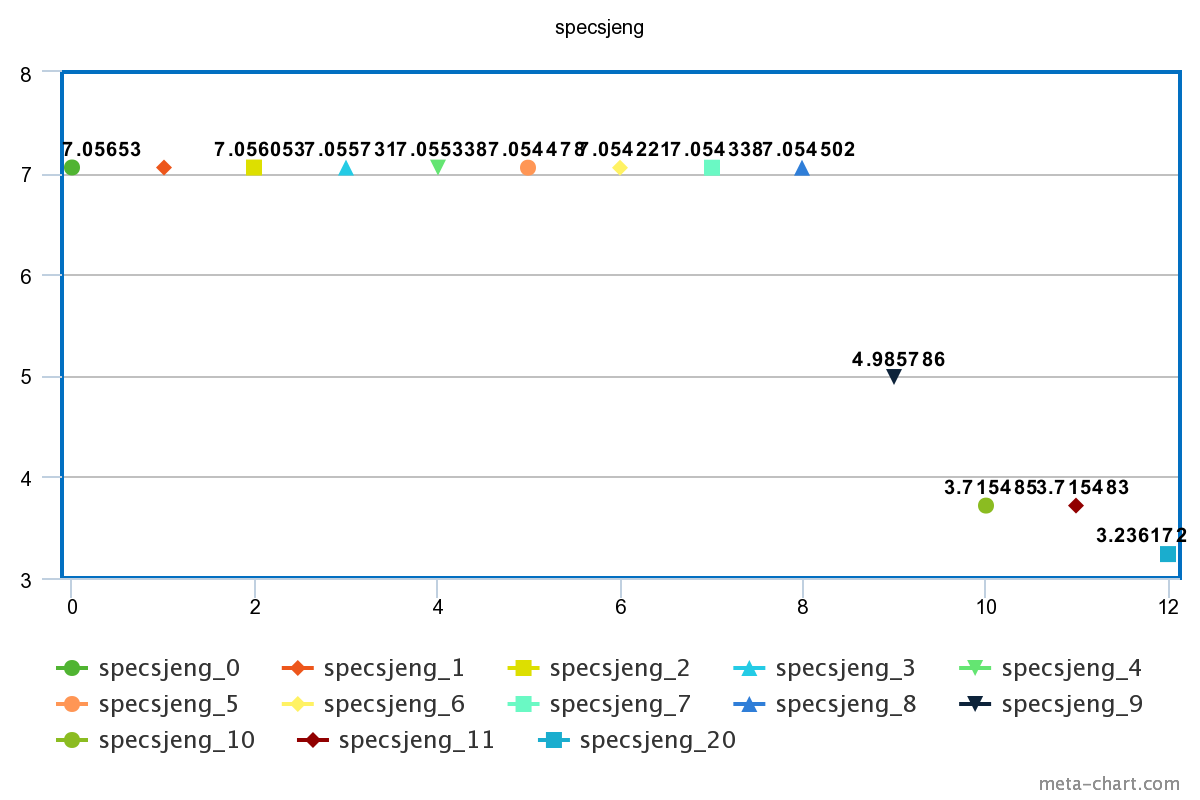 specsjeng
8
7.05653 7.056053 7.055731 7.055338 7.054478 7.054221 7.054338 7.054502
7
6
4.985786
5
4
3.715485 3.715483
3.236172
3
0 2 4 6 8 10 12
specsjeng_0 specsjeng_1 specsjeng_2 specsjeng_3 specsjeng_4
specsjeng_5 specsjeng_6 specsjeng_7 specsjeng_8 specsjeng_9
specsjeng_10 specsjeng_11 specsjeng_20
meta-chart.com